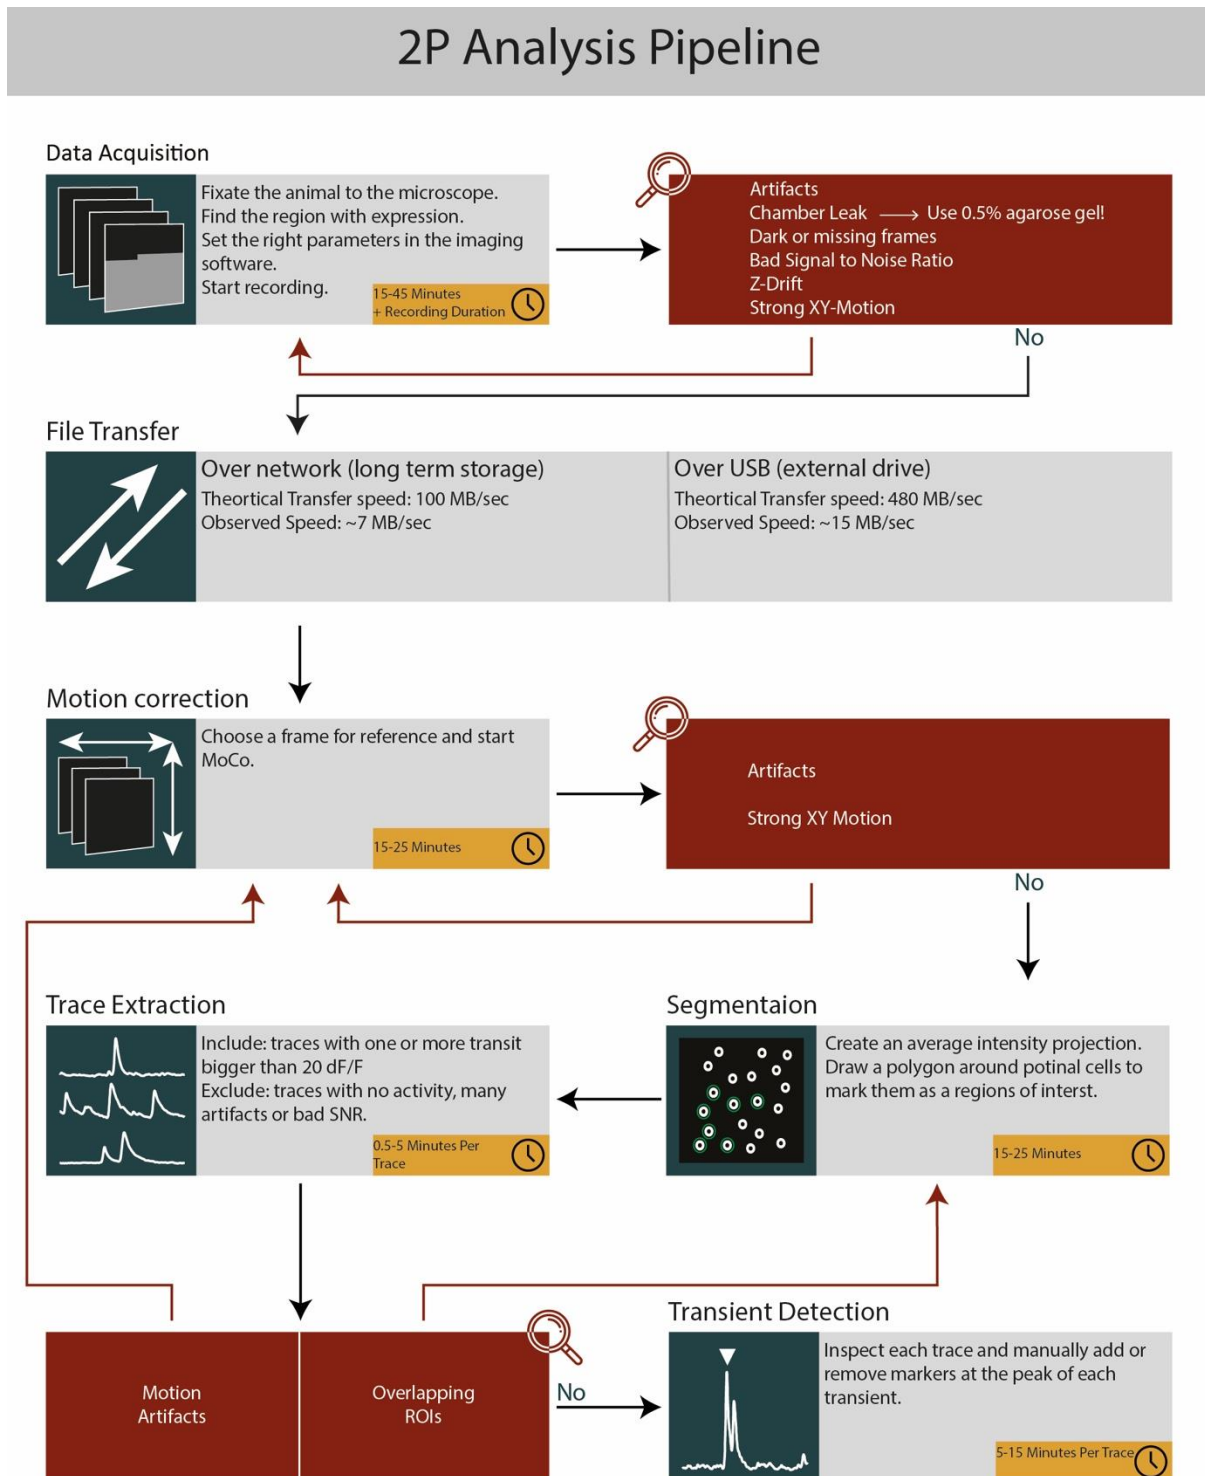 2P Analysis Pipeline
Data Acquisition
Fixate the animal to the microscope.
Find the region with expression.
Set the right parameters in the imaging
software.
Start recording.
15-45 Minutes
+ Recording Duration
Artifacts
Chamber Leak ⟶ Use 0.5% agarose gel!
Dark or missing frames
Bad Signal to Noise Ratio
Z-Drift
Strong XY-Motion
No
File Transfer
Over network (long term storage)
Theortical Transfer speed: 100 MB/sec
Observed Speed: ~7 MB/sec
Over USB (external drive)
Theortical Transfer speed: 480 MB/sec
Observed Speed: ~15 MB/sec
Motion correction
Choose a frame for reference and start
MoCo.
15-25 Minutes
Artifacts
Strong XY Motion
No
Trace Extraction
Include: traces with one or more transit
bigger than 20 dF/F
Exclude: traces with no activity, many
artifacts or bad SNR.
0.5-5 Minutes Per
Trace
Segmentaion
Create an average intensity projection.
Draw a polygon around potinal cells to
mark them as a regions of interst.
15-25 Minutes
Motion
Artifacts
Overlapping
ROIs
No
Transient Detection
Inspect each trace and manually add or
remove markers at the peak of each
transient.
5-15 Minutes Per Trace